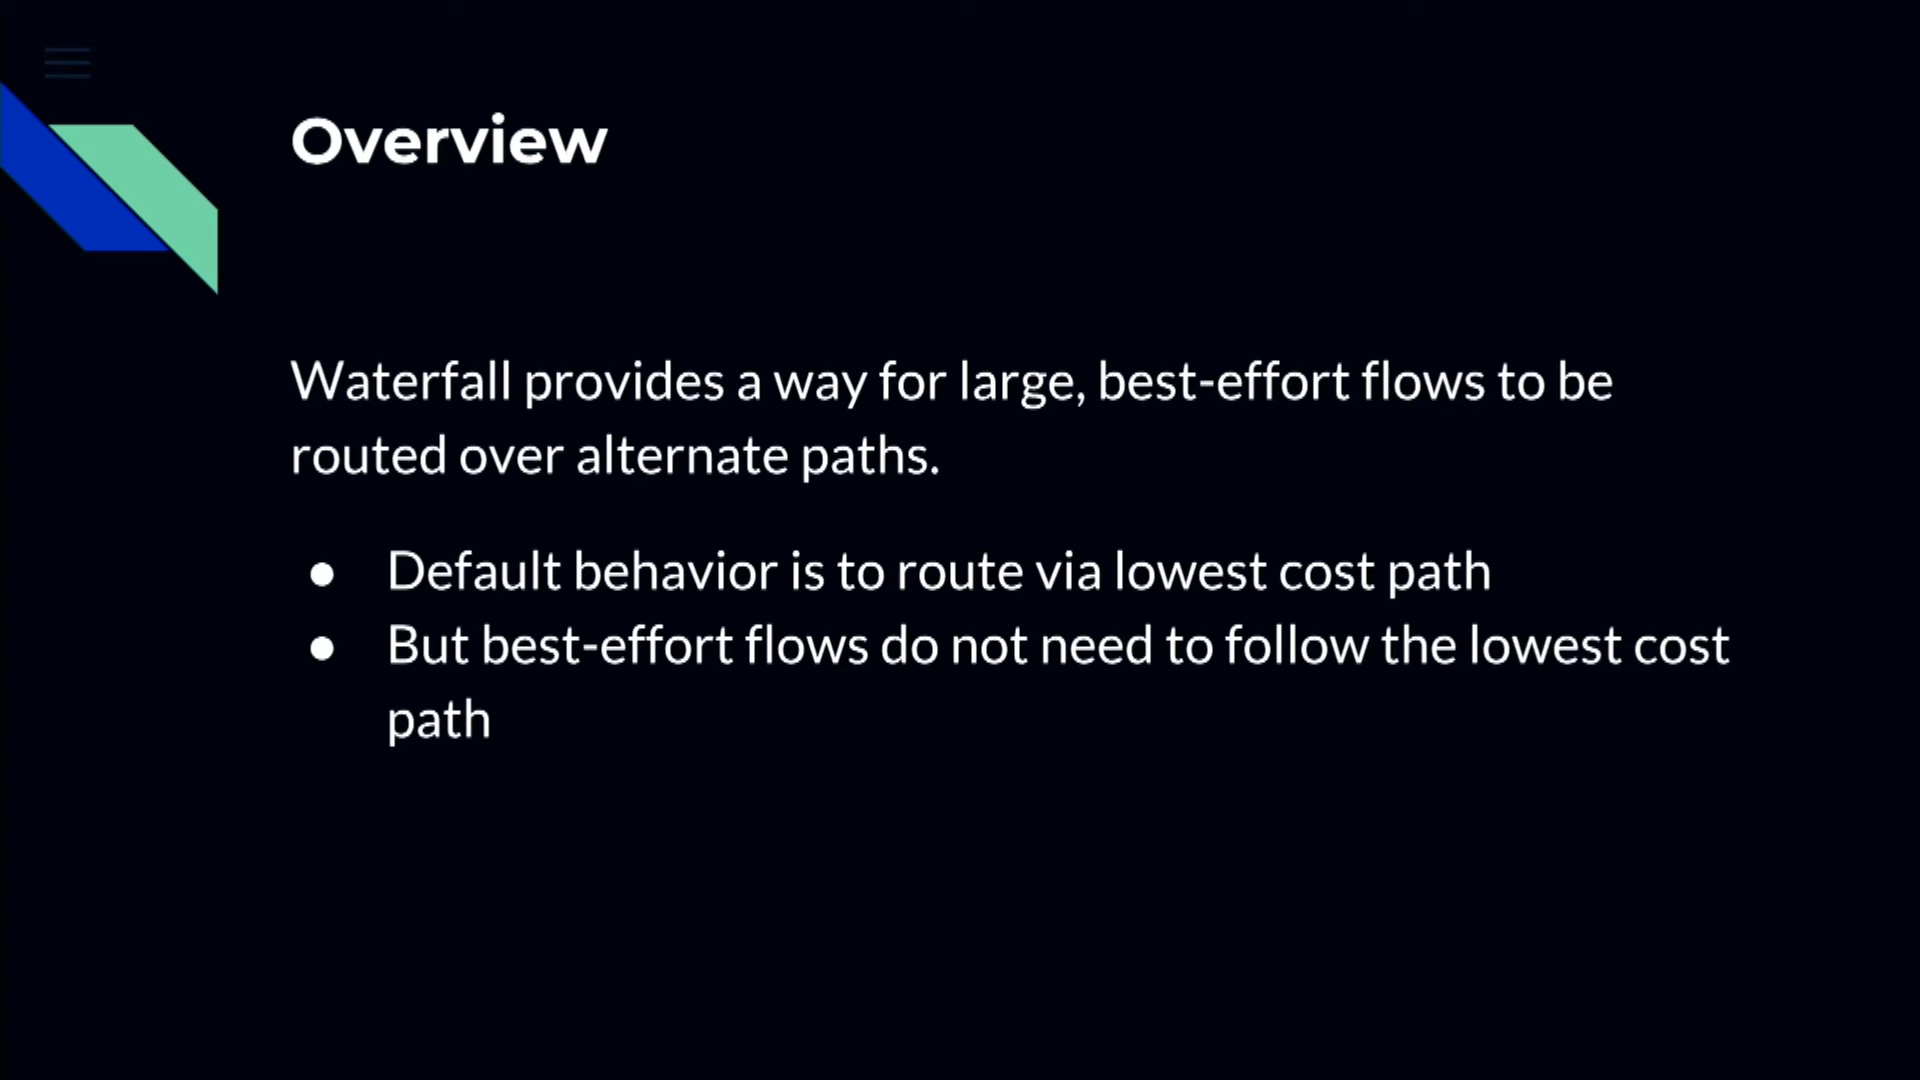 Overview
Waterfall provides a way for large, best-effort flows to be
routed over alternate paths.
● Default behavior is to route via lowest cost path
● But best-effort flows do not need to follow the lowest cost
path